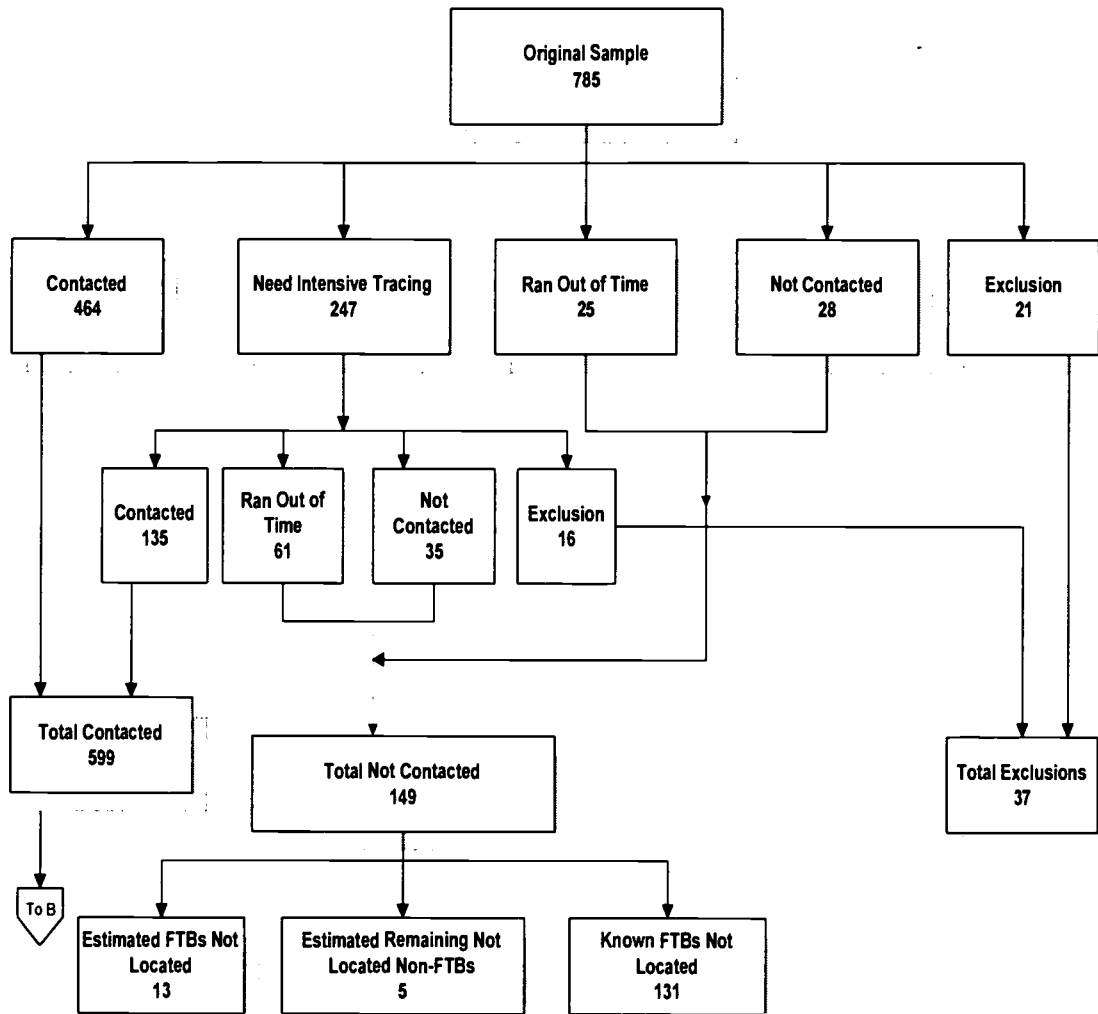 Original Sample
785
Contacted
464
Need Intensive Tracing
247
Ran Out of Time
25
Not Contacted
28
Exclusion
21
Contacted
135
Ran Out of
Time
61
Not
Contacted
35
Exclusion
16
Total Contacted
599
Total Not Contacted
149
Total Exclusions
37
To B
Estimated FTBs Not
Located
13
Estimated Remaining Not
Located Non-FTBs
5
Known FTBs Not
Located
131